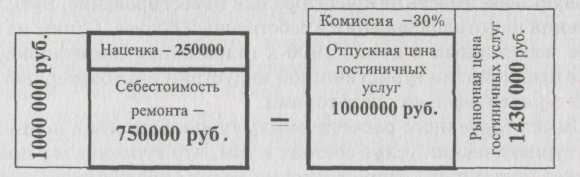 1000 000 руб.
Наценка – 250000
Себестоимость
ремонта –
750000 руб.
–
Комиссия –30%
Отпускная цена
гостиничных
услуг
1000000 руб.
Рыночная цена
гостиничных услуг
1430 000 руб.